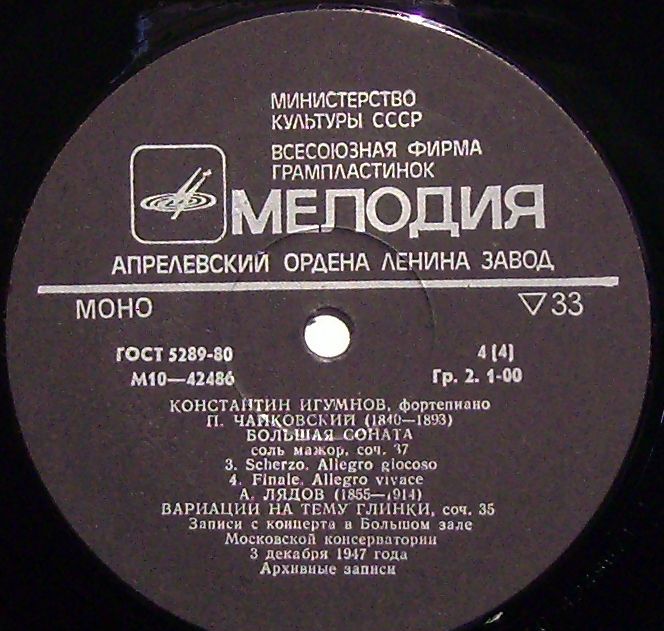 МИНИСТЕРСТВО
КУЛЬТУРЫ СССР
ВСЕСОЮЗНАЯ ФИРМА
ГРАМПЛАСТИНОК
МЕЛОДИЯ
АПРЕЛЕВСКИЙ ОРДЕНА ЛЕНИНА ЗАВОД
МОНО ▽33
ГОСТ 5289-80 4 [4]
М10—42486 Гр. 2. 1-00
КОНСТАНТИН ИГУМНОВ, фортепиано
П. ЧАЙКОВСКИЙ (1840—1893)
БОЛЬШАЯ СОНАТА
соль мажор, соч. 37
3. Scherzo. Allegro giocoso
4. Finale. Allegro vivace
А. ЛЯДОВ (1855—1914)
ВАРИАЦИИ НА ТЕМУ ГЛИНКИ, соч. 35
Записи с концерта в Большом зале
Московской консерватории
3 декабря 1947 года
Архивные записи